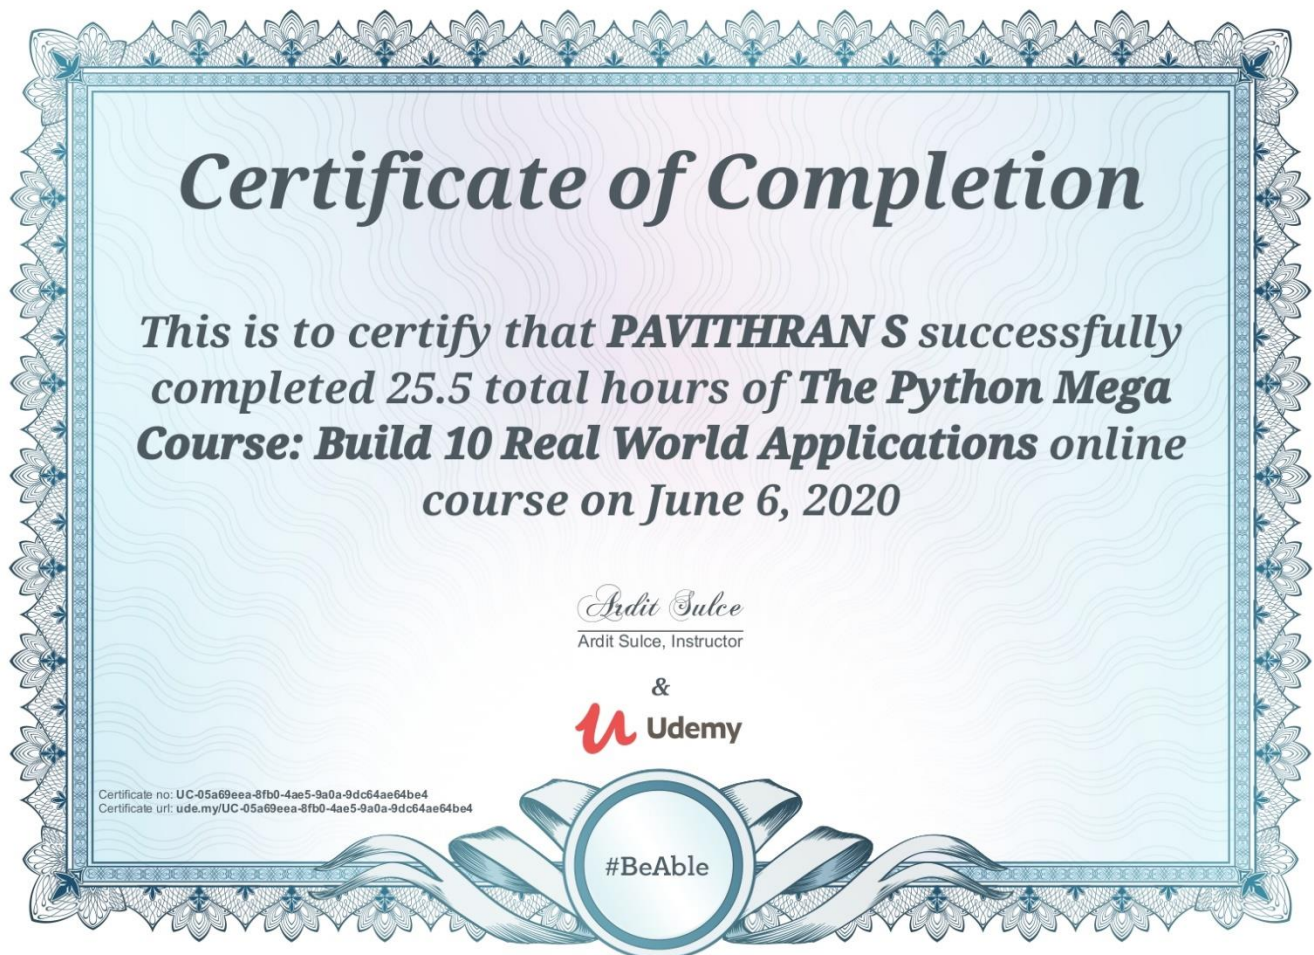 Certificate of Completion
This is to certify that PAVITHRAN S successfully
completed 25.5 total hours of The Python Mega
Course: Build 10 Real World Applications online
course on June 6, 2020
Ardit Sulce
Ardit Sulce, Instructor
&
Udemy
Certificate no: UC-05a69eea-8fb0-4ae5-9a0a-9dc64ae64be4
Certificate url: ude.my/UC-05a69eea-8fb0-4ae5-9a0a-9dc64ae64be4
#BeAble